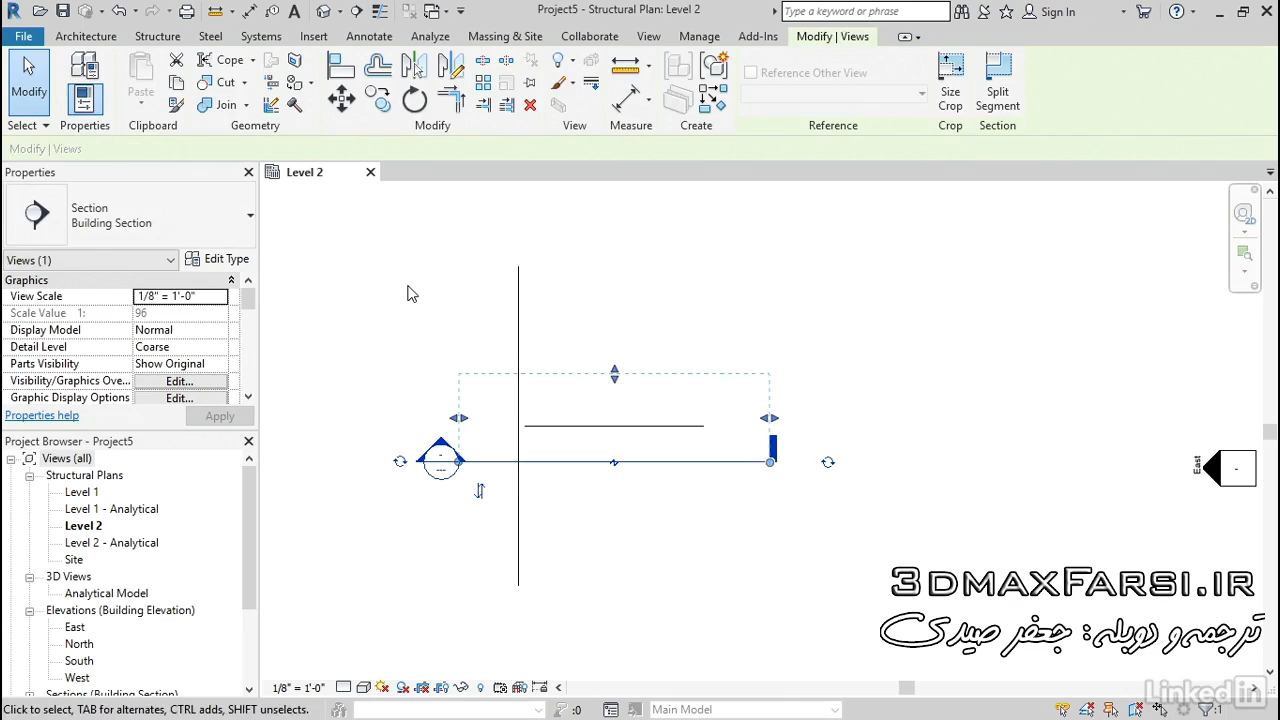 Project5 - Structural Plan: Level 2
Type a keyword or phrase
Sign In
File Architecture Structure Steel Systems Insert Annotate Analyze Massing & Site Collaborate View Manage Add-Ins Modify | Views
Modify
Properties
Paste
Cope
Cut
Join
Reference Other View
Size Crop
Split Segment
Select Properties Clipboard Geometry Modify View Measure Create Reference Crop Section
Modify | Views
Properties
Level 2
Section
Building Section
Views (1)
Edit Type
Graphics
View Scale 1/8" = 1'-0"
Scale Value 1: 96
Display Model Normal
Detail Level Coarse
Parts Visibility Show Original
Visibility/Graphics Ove... Edit...
Graphic Display Options Edit...
Properties help
Apply
Project Browser - Project5
Views (all)
Structural Plans
Level 1
Level 1 - Analytical
Level 2
Level 2 - Analytical
Site
3D Views
Analytical Model
Elevations (Building Elevation)
East
North
South
West
Sections (Building Section)
East
3DMAXFARSI.IR
ترجمه و دوبله: جعفر صیدی
LinkedIn
1/8" = 1'-0"
Click to select, TAB for alternates, CTRL adds, SHIFT unselects.
:0
Main Model
:1